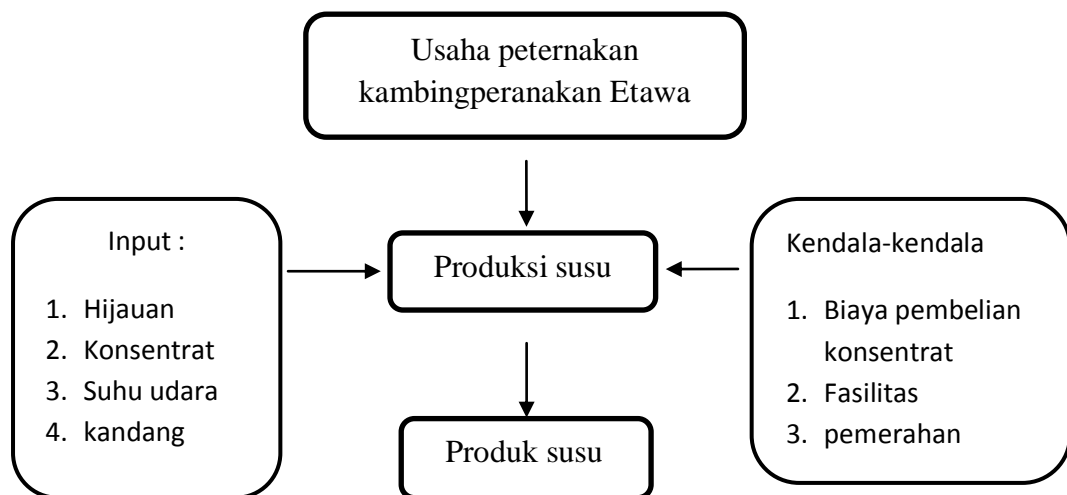 Usaha peternakan
kambingperanakan Etawa
Input :
1. Hijauan
2. Konsentrat
3. Suhu udara
4. kandang
Produksi susu
Kendala-kendala
1. Biaya pembelian
konsentrat
2. Fasilitas
3. pemerahan
Produk susu